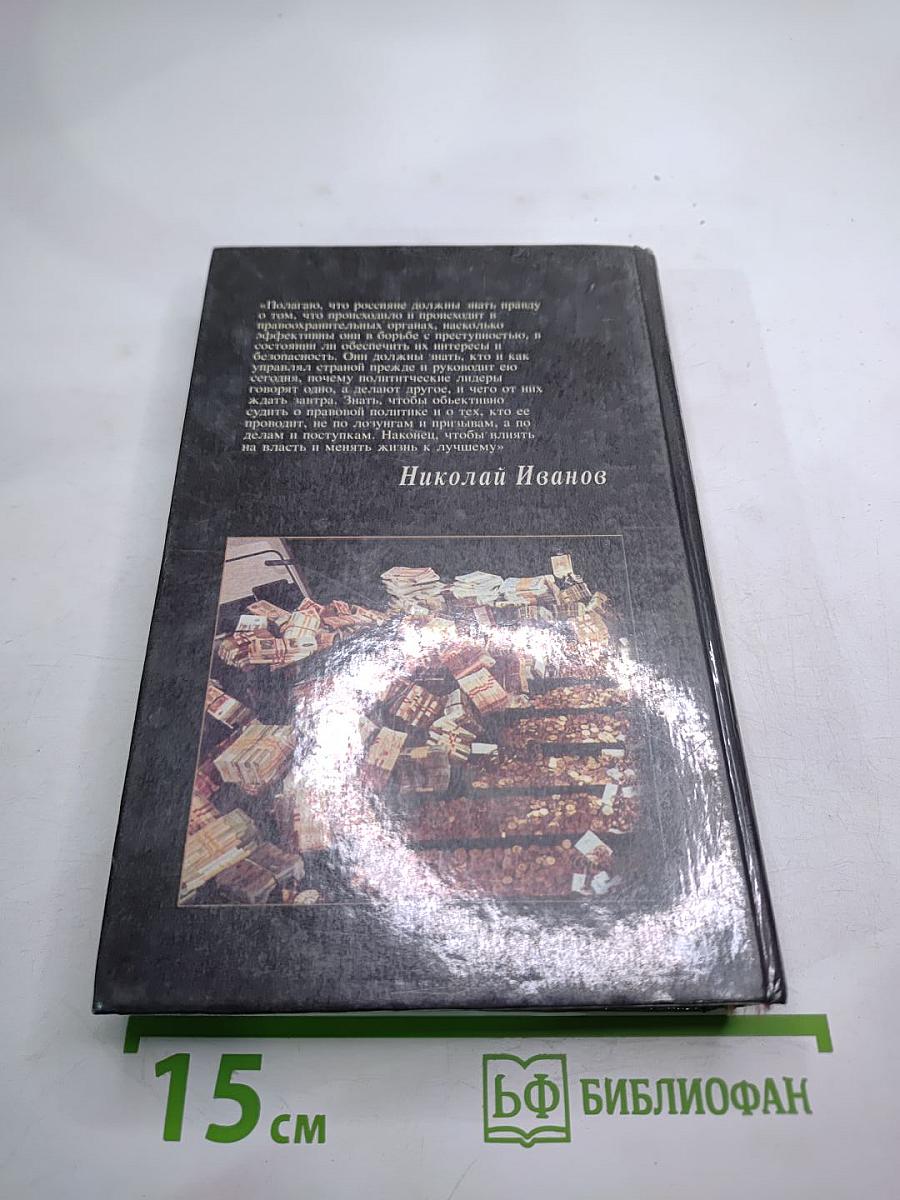 «Полагаю, что россияне должны знать правду
о том, что происходило и происходит в
правоохранительных органах, насколько
эффективны они в борьбе с преступностью, в
состоянии ли обеспечить их интересы и
безопасность. Они должны знать, кто и как
управлял страной прежде и руководит ею
сегодня, почему полититческие лидеры
говорят одно, а делают другое, и чего от них
ждать завтра. Знать, чтобы обьективно
судить о правовой политике и о тех, кто ее
проводит, не по лозунгам и призывам, а по
делам и поступкам. Наконец, чтобы влиять
на власть и менять жизнь к лучшему»
Николай Иванов
15 см
БФ БИБЛИОФАН